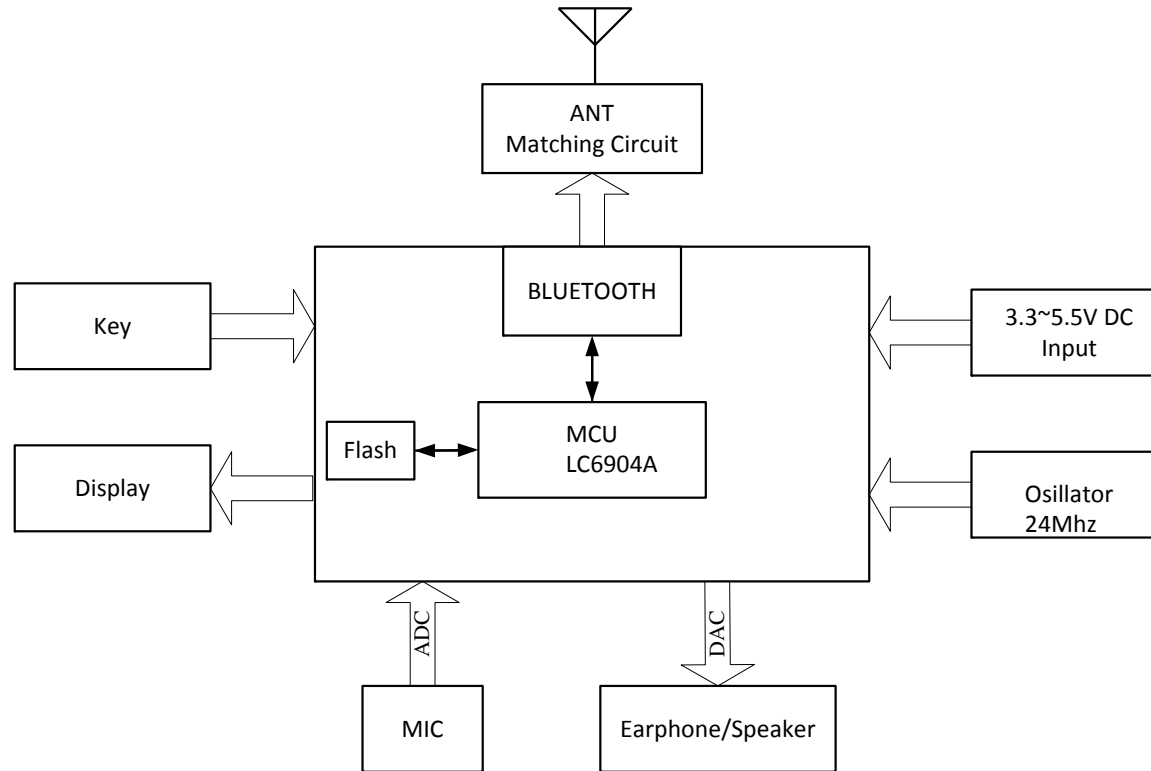 ANT
Matching Circuit
BLUETOOTH
Key
3.3~5.5V DC
Input
MCU
LC6904A
Flash
Display
Osillator
24Mhz
ADC
DAC
MIC
Earphone/Speaker